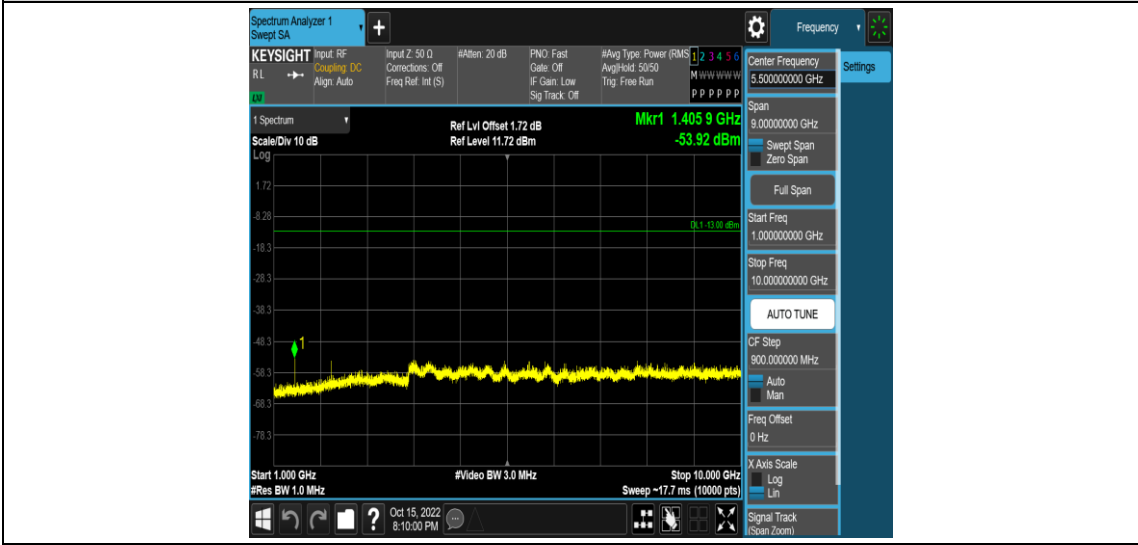 Spectrum Analyzer 1
Swept SA
+
Frequency
KEYSIGHT
RL
LM
Input: RF
Coupling: DC
Align: Auto
Input Z: 50 Ω
Corrections: Off
Freq Ref: Int (S)
#Atten: 20 dB
PNO: Fast
Gate: Off
IF Gain: Low
Sig Track: Off
#Avg Type: Power (RMS
Avg|Hold: 50/50
Trig: Free Run
1 2 3 4 5 6
M W W W W W
P P P P P P
1 Spectrum
Scale/Div 10 dB
Log
Ref Lvl Offset 1.72 dB
Ref Level 11.72 dBm
Mkr1 1.405 9 GHz
-53.92 dBm
1.72
-8.28
DL1 -13.00 dBm
-18.3
-28.3
-38.3
-48.3
1
-58.3
-68.3
-78.3
Start 1.000 GHz
#Res BW 1.0 MHz
#Video BW 3.0 MHz
Stop 10.000 GHz
Sweep ~17.7 ms (10000 pts)
?
Oct 15, 2022
8:10:00 PM
Center Frequency
5.500000000 GHz
Span
9.00000000 GHz
Swept Span
Zero Span
Full Span
Start Freq
1.000000000 GHz
Stop Freq
10.000000000 GHz
AUTO TUNE
CF Step
900.000000 MHz
Auto
Man
Freq Offset
0 Hz
X Axis Scale
Log
Lin
Signal Track
(Span Zoom)
Settings